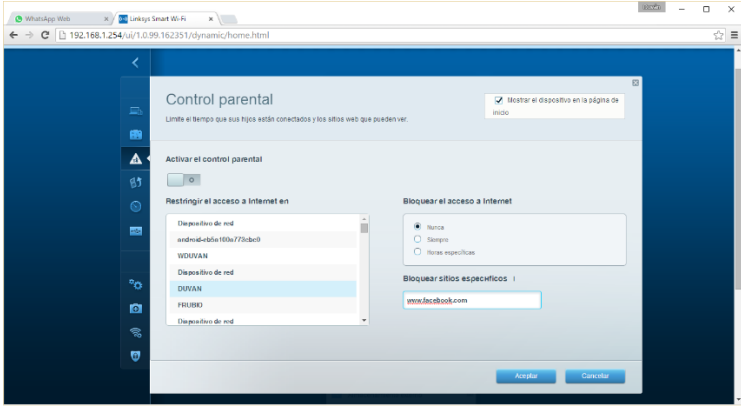 WhatsApp Web
Linksys Smart Wi-Fi
192.168.1.254/ui/1.0.99.162351/dynamic/home.html
Control parental
Mostrar el dispositivo en la página de
inicio
Limite el tiempo que sus hijos están conectados y los sitios web que pueden ver.
Activar el control parental
Restringir el acceso a Internet en
Bloquear el acceso a Internet
Dispositivo de red
WDUVAN
Dispositivo de red
DUVAN
FRUBIO
Dispositivo de red
Nunca
Siempre
Horas específicas
Bloquear sitios específicos
www.facebook.com
Aceptar
Cancelar